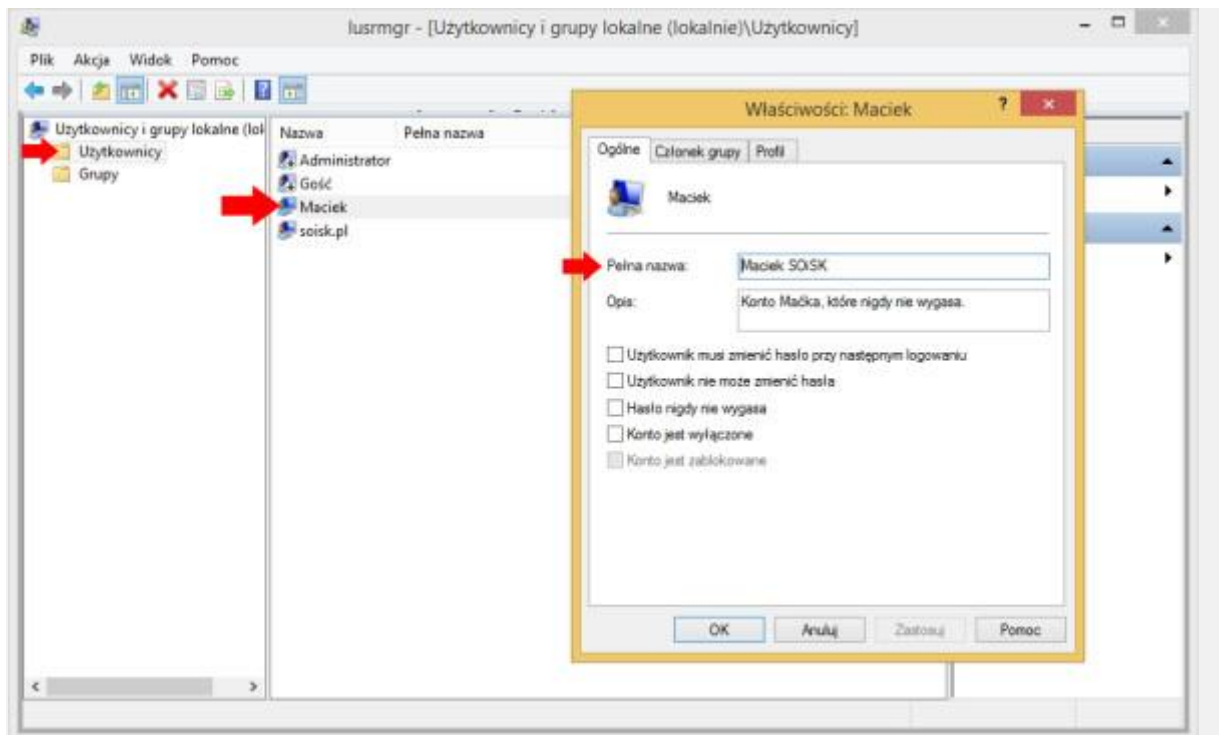 lusrmgr - [Użytkownicy i grupy lokalne (lokalnie)\Użytkownicy]
Plik Akcja Widok Pomoc
Użytkownicy i grupy lokalne (lok
Użytkownicy
Grupy
Nazwa Pełna nazwa
Administrator
Gość
Maciek
soisk.pl
Właściwości: Maciek
Ogólne Członek grupy Profil
Maciek
Pełna nazwa: Maciek SOiSK
Opis: Konto Maćka, które nigdy nie wygasa.
Użytkownik musi zmienić hasło przy następnym logowaniu
Użytkownik nie może zmienić hasła
Hasło nigdy nie wygasa
Konto jest wyłączone
Konto jest zablokowane
OK Anuluj Zastosuj Pomoc